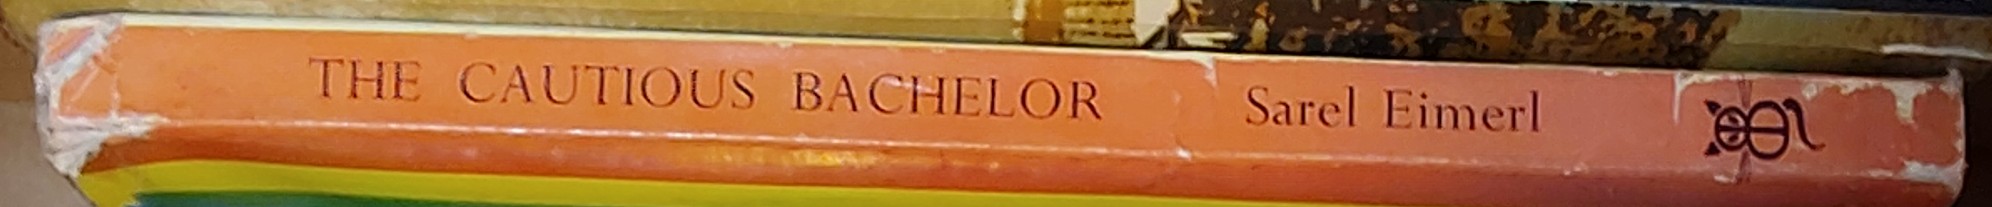 THE CAUTIOUS BACHELOR Sarel Eimerl